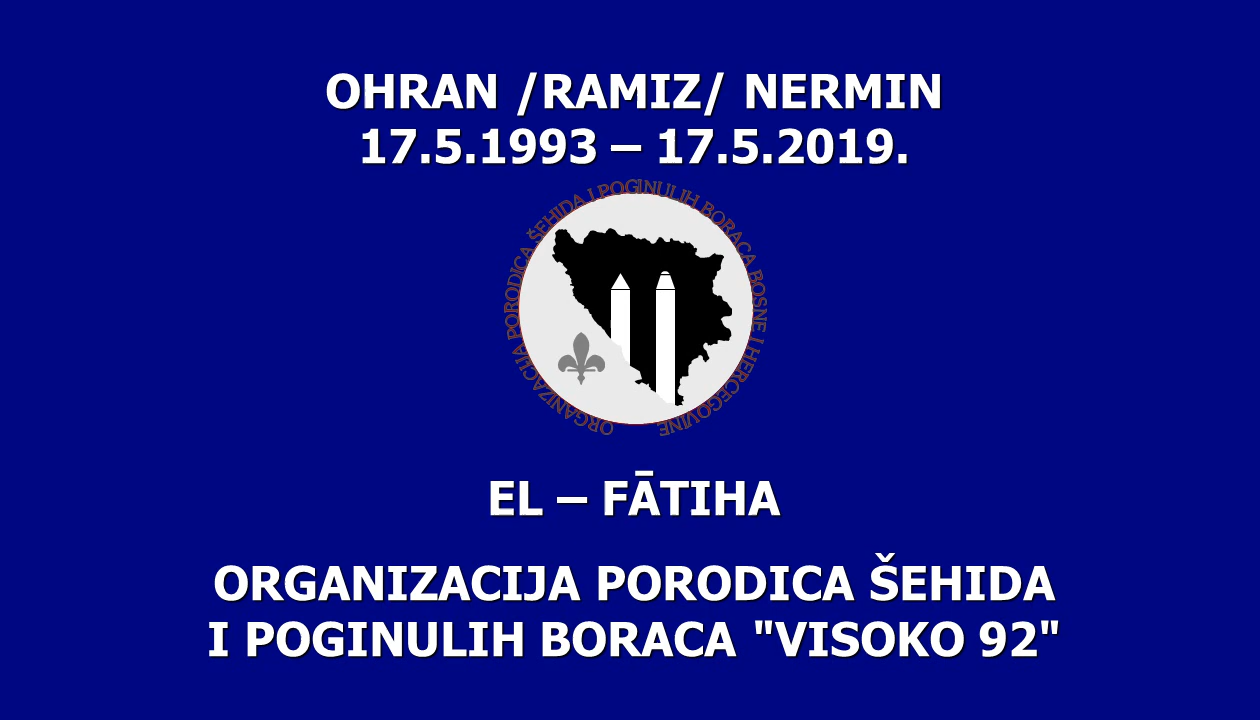 OHRAN /RAMIZ/ NERMIN
17.5.1993 – 17.5.2019.
ORGANIZACIJA PORODICA ŠEHIDA I POGINULIH BORACA BOSNE I HERCEGOVINE
EL – FĀTIHA
ORGANIZACIJA PORODICA ŠEHIDA
I POGINULIH BORACA "VISOKO 92"